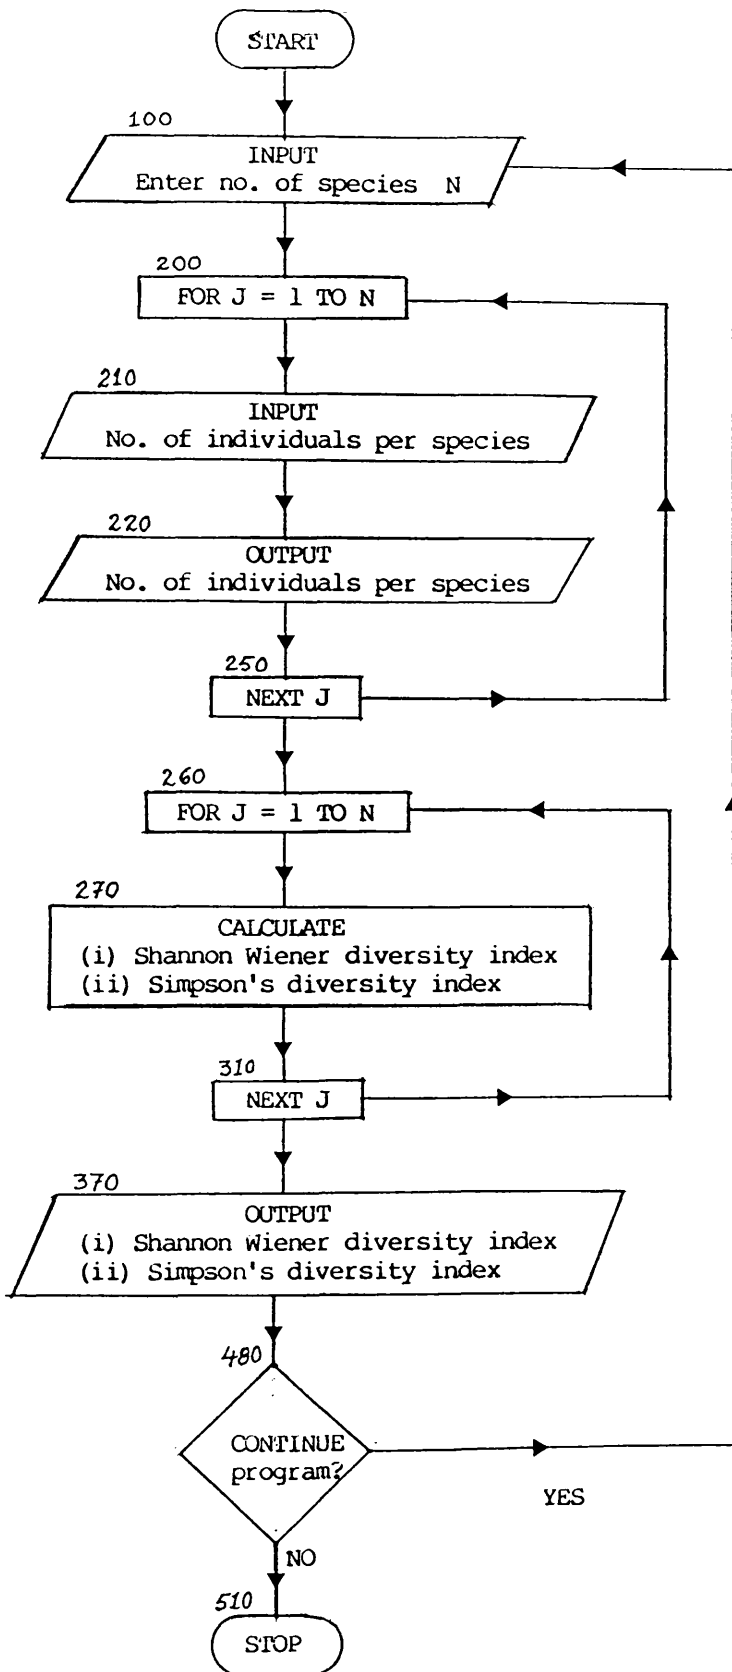 START
100
INPUT
Enter no. of species N
200
FOR J = 1 TO N
210
INPUT
No. of individuals per species
220
OUTPUT
No. of individuals per species
250
NEXT J
260
FOR J = 1 TO N
270
CALCULATE
(i) Shannon Wiener diversity index
(ii) Simpson's diversity index
310
NEXT J
370
OUTPUT
(i) Shannon Wiener diversity index
(ii) Simpson's diversity index
480
CONTINUE
program?
YES
NO
510
STOP